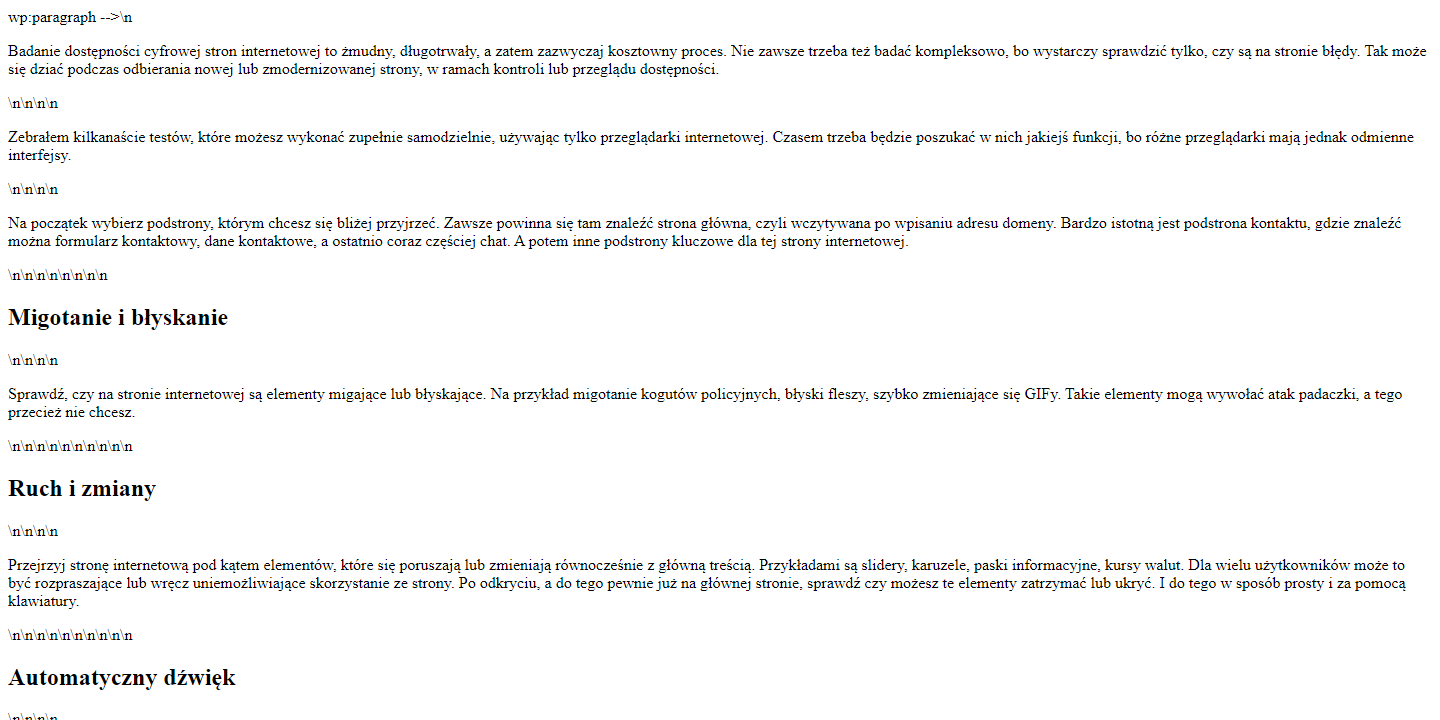 wp:paragraph -->\n
Badanie dostępności cyfrowej stron internetowej to żmudny, długotrwały, a zatem zazwyczaj kosztowny proces. Nie zawsze trzeba też badać kompleksowo, bo wystarczy sprawdzić tylko, czy są na stronie błędy. Tak może
się dziać podczas odbierania nowej lub zmodernizowanej strony, w ramach kontroli lub przeglądu dostępności.
\n\n\n\n
Zebrałem kilkanaście testów, które możesz wykonać zupełnie samodzielnie, używając tylko przeglądarki internetowej. Czasem trzeba będzie poszukać w nich jakiejś funkcji, bo różne przeglądarki mają jednak odmienne
interfejsy.
\n\n\n\n
Na początek wybierz podstrony, którym chcesz się bliżej przyjrzeć. Zawsze powinna się tam znaleźć strona główna, czyli wczytywana po wpisaniu adresu domeny. Bardzo istotną jest podstrona kontaktu, gdzie znaleźć
można formularz kontaktowy, dane kontaktowe, a ostatnio coraz częściej chat. A potem inne podstrony kluczowe dla tej strony internetowej.
\n\n\n\n\n\n\n\n
Migotanie i błyskanie
\n\n\n\n
Sprawdź, czy na stronie internetowej są elementy migające lub błyskające. Na przykład migotanie kogutów policyjnych, błyski fleszy, szybko zmieniające się GIFy. Takie elementy mogą wywołać atak padaczki, a tego
przecież nie chcesz.
\n\n\n\n\n\n\n\n\n\n
Ruch i zmiany
\n\n\n\n
Przejrzyj stronę internetową pod kątem elementów, które się poruszają lub zmieniają równocześnie z główną treścią. Przykładami są slidery, karuzele, paski informacyjne, kursy walut. Dla wielu użytkowników może to
być rozpraszające lub wręcz uniemożliwiające skorzystanie ze strony. Po odkryciu, a do tego pewnie już na głównej stronie, sprawdź czy możesz te elementy zatrzymać lub ukryć. I do tego w sposób prosty i za pomocą
klawiatury.
\n\n\n\n\n\n\n\n\n\n
Automatyczny dźwięk
\n\n\n\n